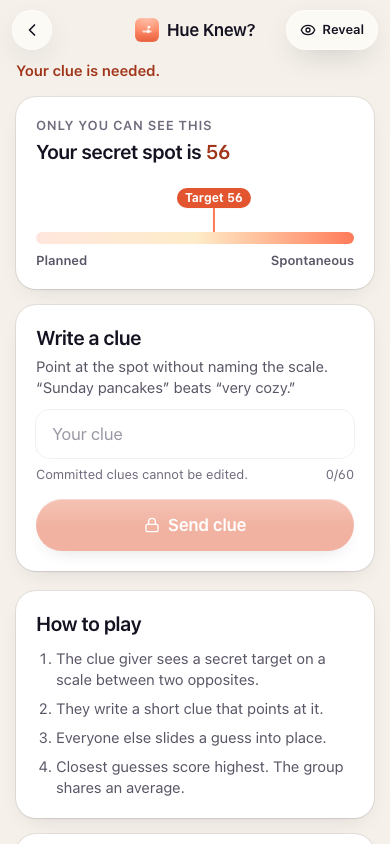 Hue Knew?
Reveal
Your clue is needed.
ONLY YOU CAN SEE THIS
Your secret spot is 56
Target 56
Planned
Spontaneous
Write a clue
Point at the spot without naming the scale.
“Sunday pancakes” beats “very cozy.”
Your clue
Committed clues cannot be edited.
0/60
Send clue
How to play
1. The clue giver sees a secret target on a
scale between two opposites.
2. They write a short clue that points at it.
3. Everyone else slides a guess into place.
4. Closest guesses score highest. The group
shares an average.